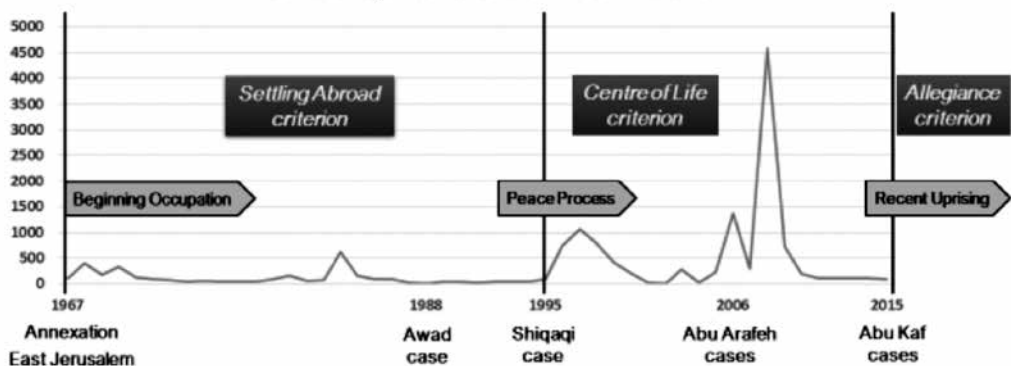 5000
4500
4000
3500
3000
2500
2000
1500
1000
500
0
Settling Abroad
criterion
Centre of Life
criterion
Allegiance
criterion
Beginning Occupation
Peace Process
Recent Uprising
1967
1988
1995
2006
2015
Annexation
East Jerusalem
Awad
case
Shiqaqi
case
Abu Arafeh
cases
Abu Kaf
cases